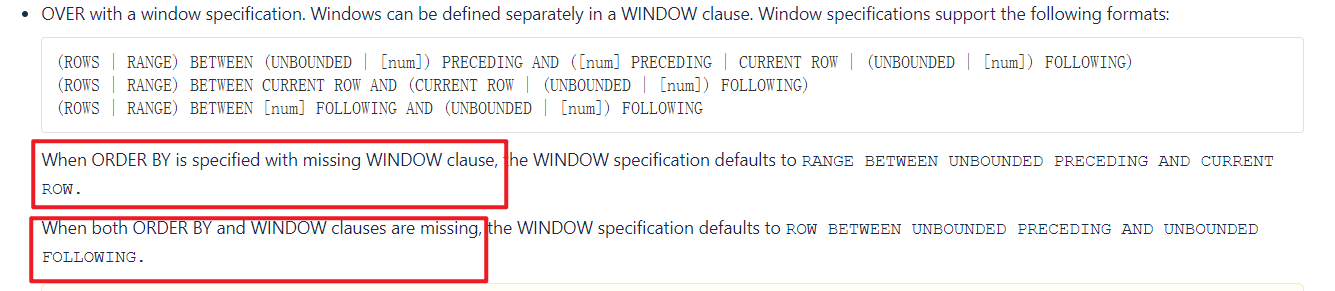 OVER with a window specification. Windows can be defined separately in a WINDOW clause. Window specifications support the following formats:
(ROWS | RANGE) BETWEEN (UNBOUNDED | [num]) PRECEDING AND ([num] PRECEDING | CURRENT ROW | (UNBOUNDED | [num]) FOLLOWING)
(ROWS | RANGE) BETWEEN CURRENT ROW AND (CURRENT ROW | (UNBOUNDED | [num]) FOLLOWING)
(ROWS | RANGE) BETWEEN [num] FOLLOWING AND (UNBOUNDED | [num]) FOLLOWING
When ORDER BY is specified with missing WINDOW clause, the WINDOW specification defaults to RANGE BETWEEN UNBOUNDED PRECEDING AND CURRENT
ROW.
When both ORDER BY and WINDOW clauses are missing, the WINDOW specification defaults to ROW BETWEEN UNBOUNDED PRECEDING AND UNBOUNDED
FOLLOWING.